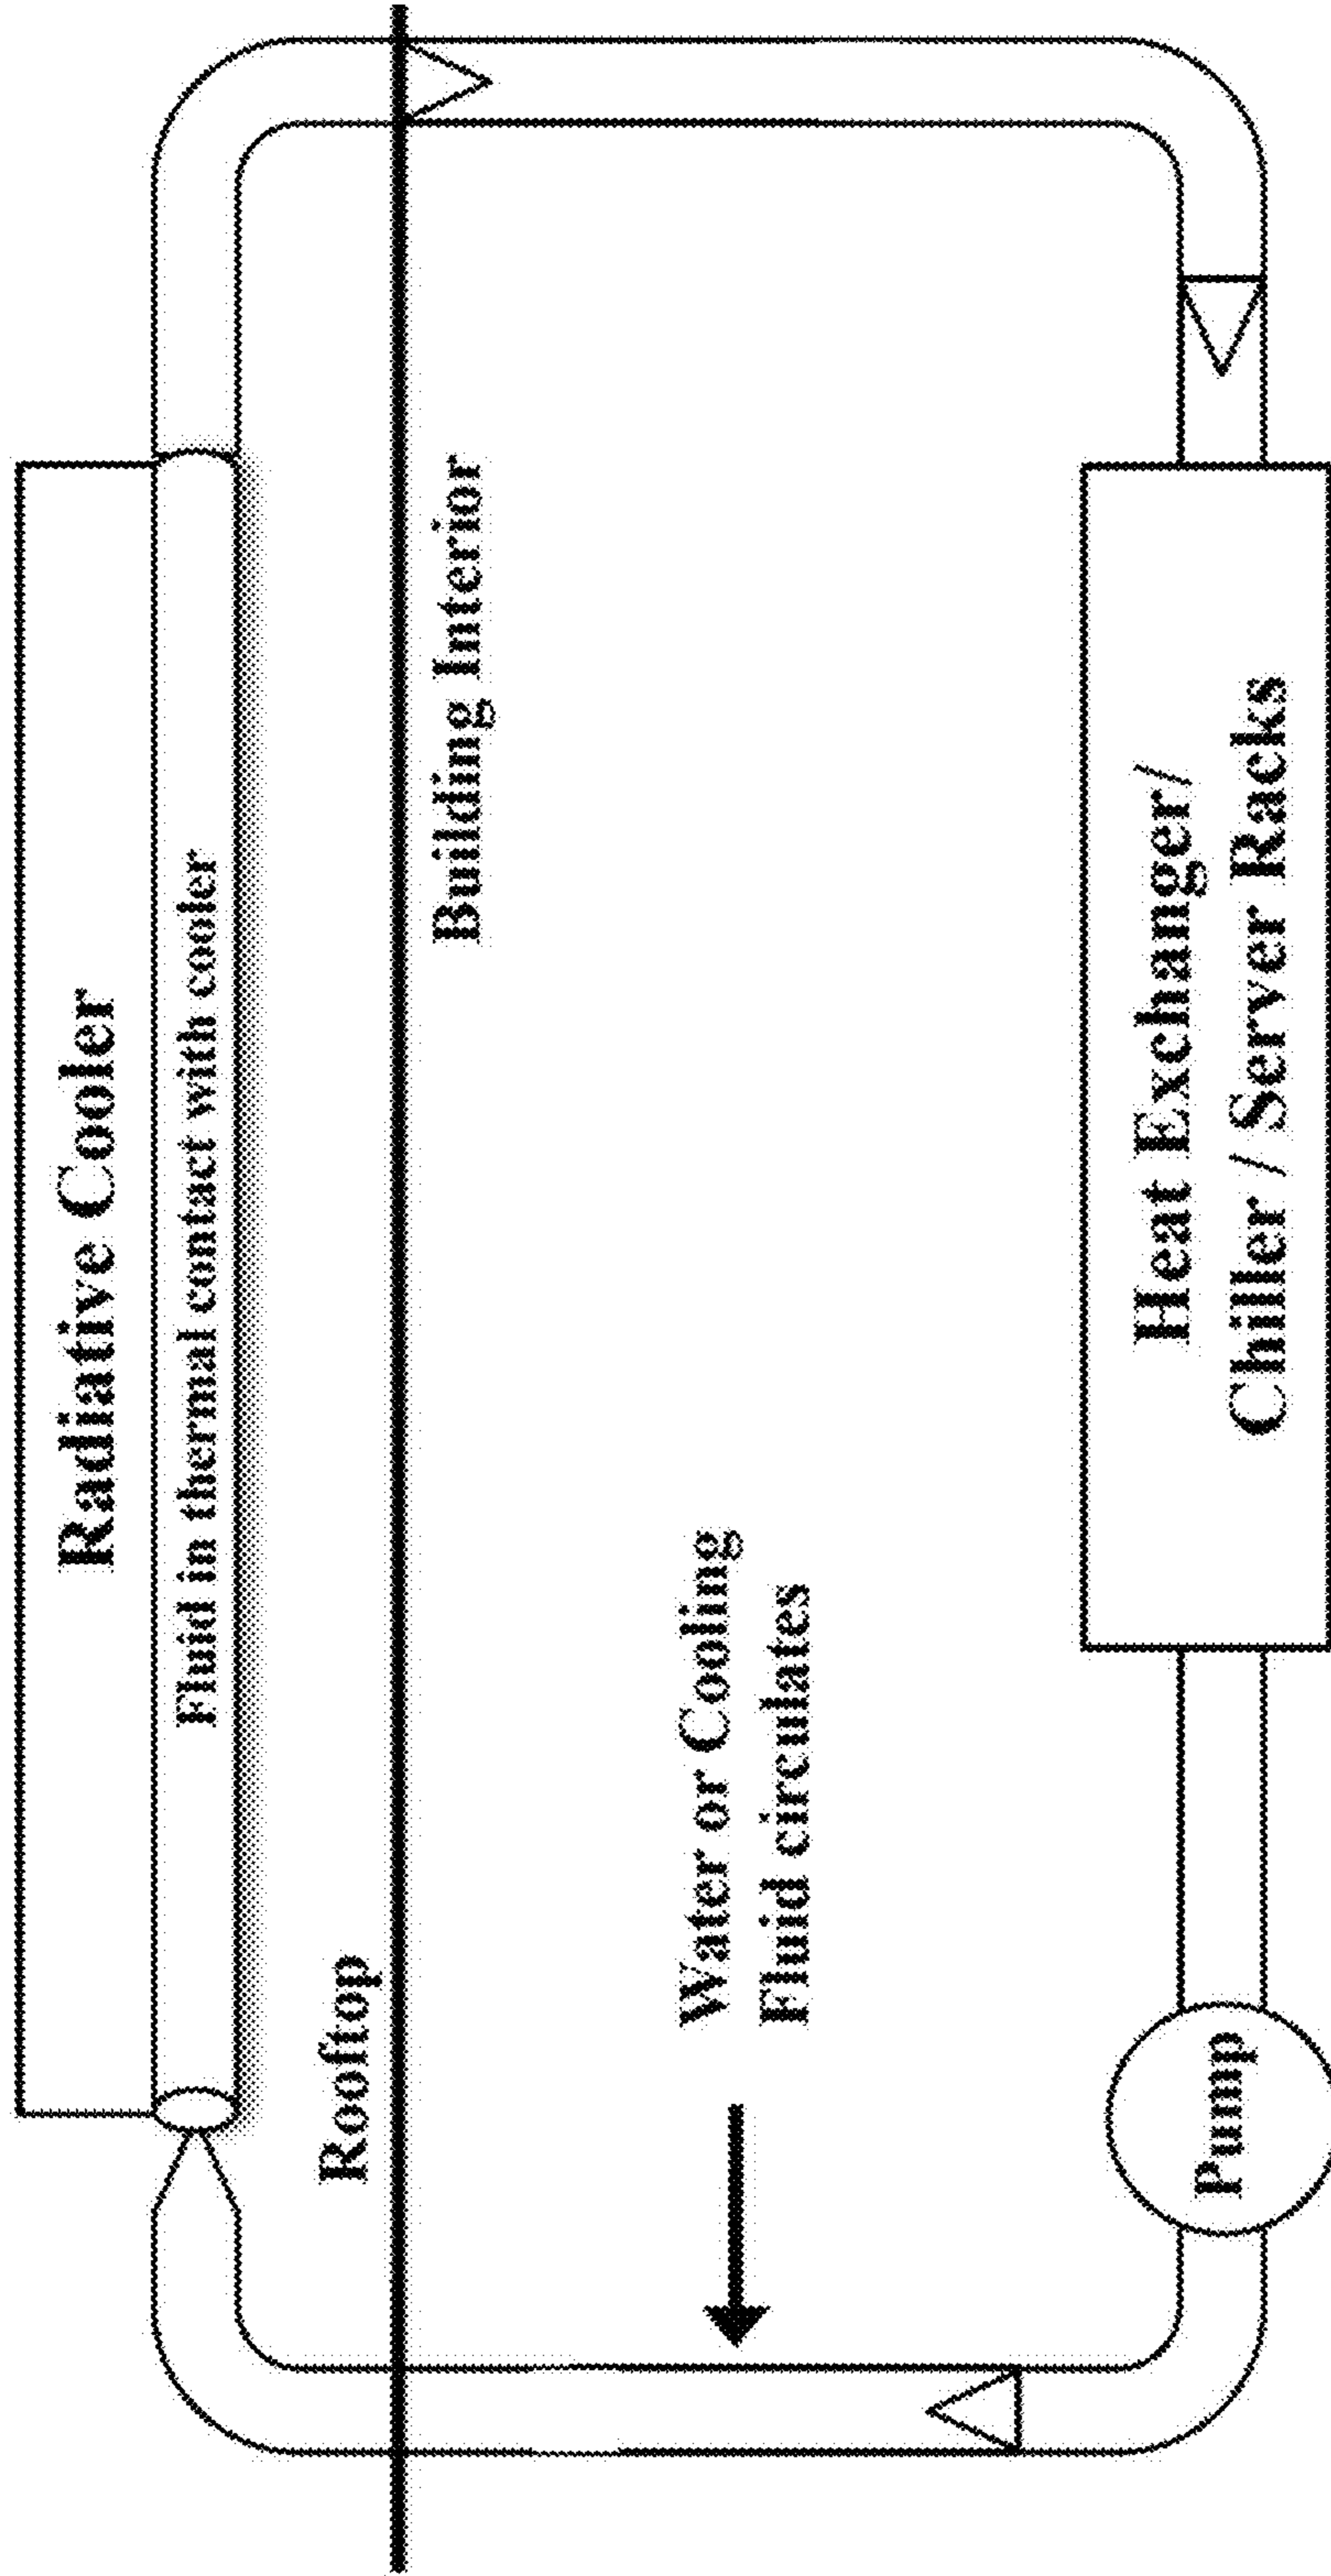 Radiative Cooler
Fluid in thermal contact with cooler
Rooftop
Building Interior
Water or Cooling
Fluid circulates
Heat Exchanger/
Chiller / Server Racks
Pump